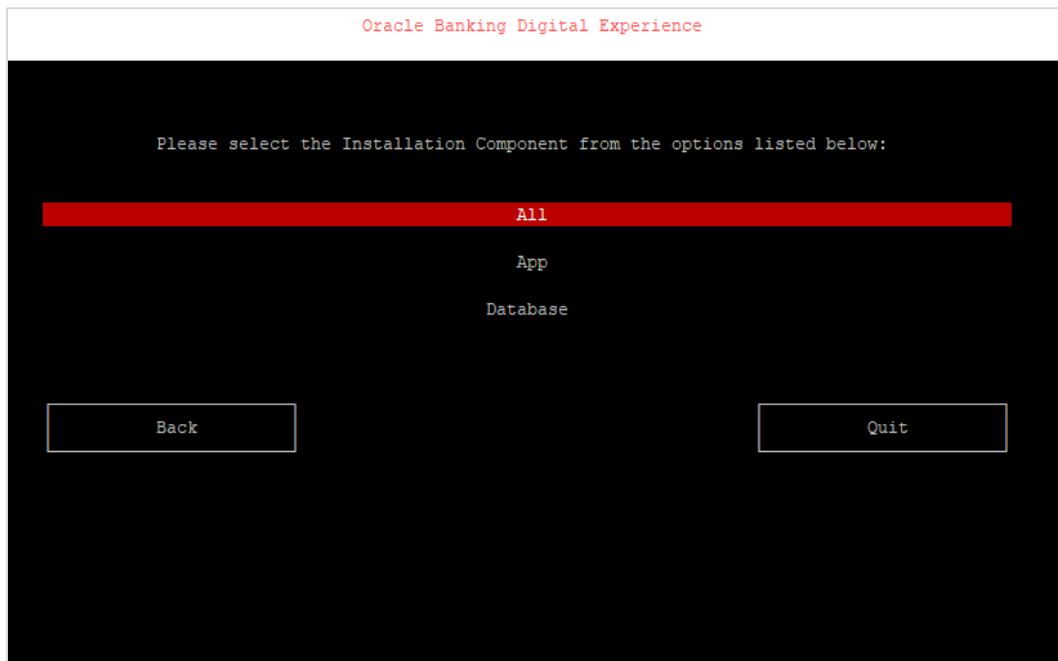 Oracle Banking Digital Experience
Please select the Installation Component from the options listed below:
All
App
Database
Back
Quit